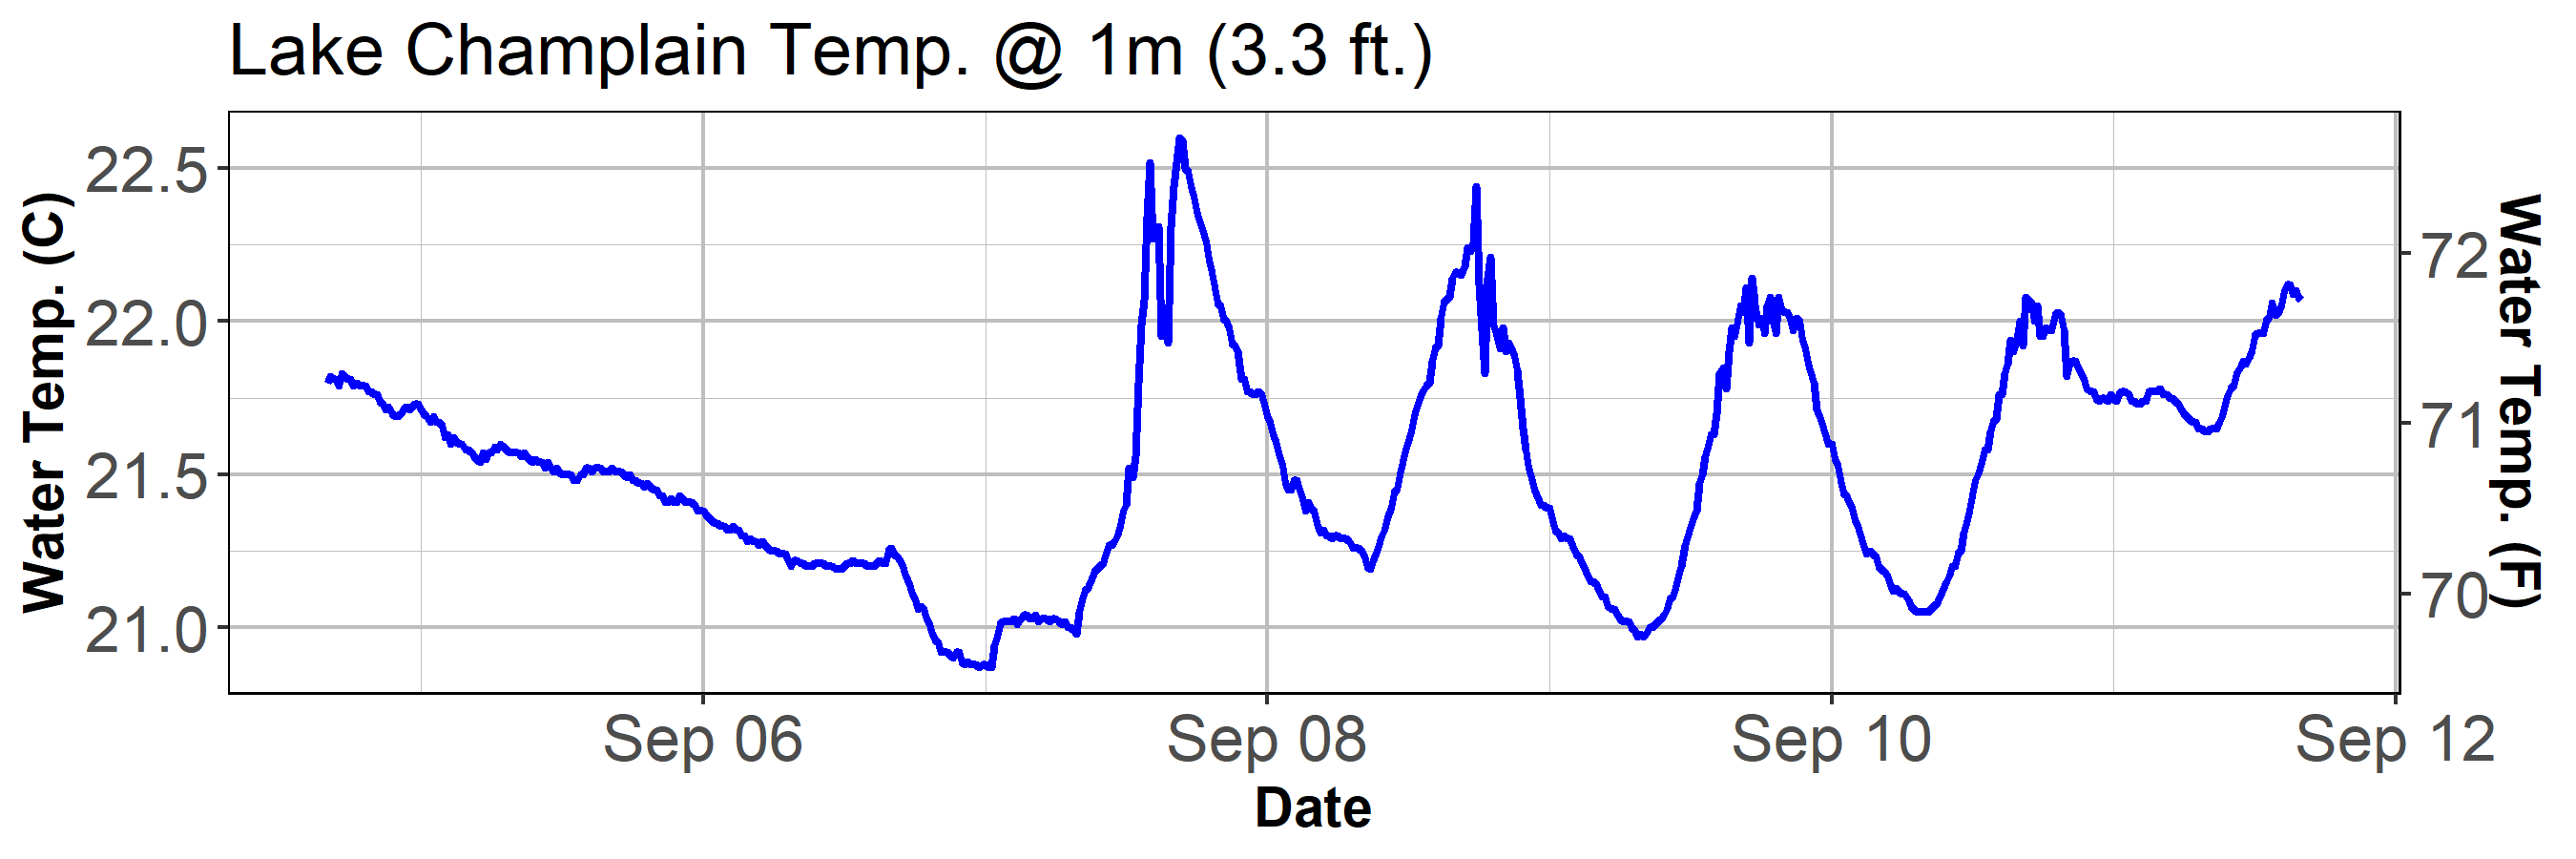 Lake Champlain Temp. @ 1m (3.3 ft.)
Water Temp. (C)
22.5
22.0
21.5
21.0
72
71
70
Water Temp. (F)
Sep 06
Sep 08
Sep 10
Sep 12
Date